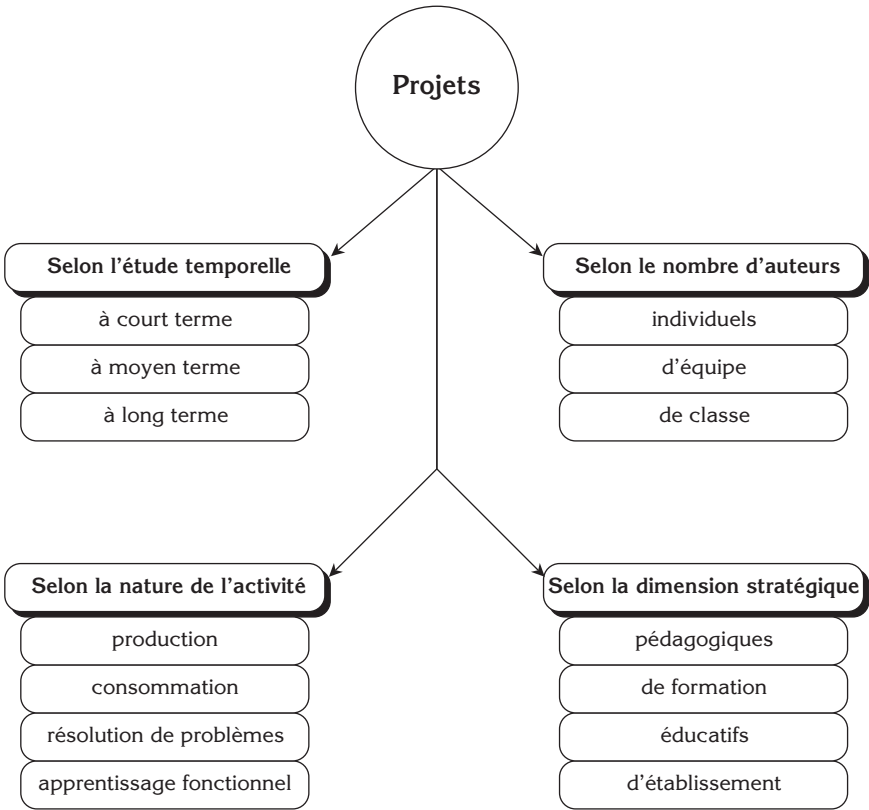 Projets
Selon l'étude temporelle
à court terme
à moyen terme
à long terme
Selon le nombre d'auteurs
individuels
d'équipe
de classe
Selon la nature de l'activité
production
consommation
résolution de problèmes
apprentissage fonctionnel
Selon la dimension stratégique
pédagogiques
de formation
éducatifs
d'établissement